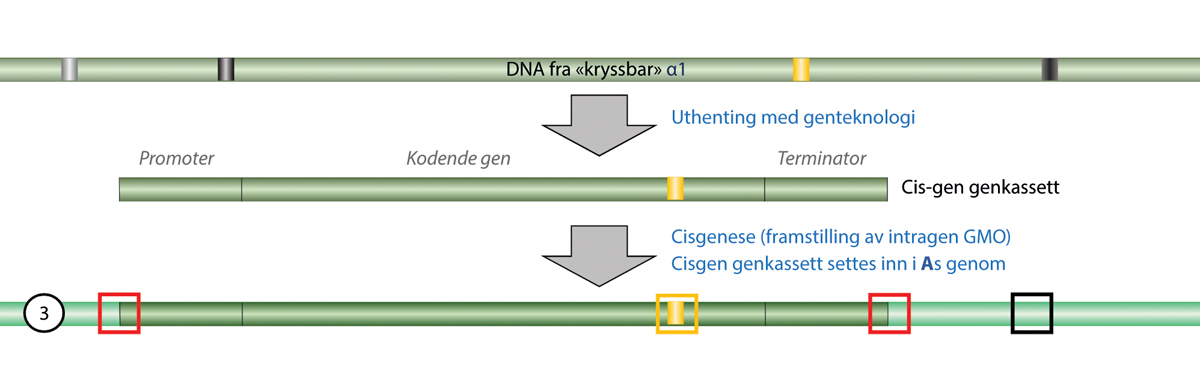 DNA fra «kryssbar» α1
Uthenting med genteknologi
Promoter
Kodende gen
Terminator
Cis-gen genkassett
Cisgenese (framstilling av intragen GMO)
Cisgen genkassett settes inn i As genom
3